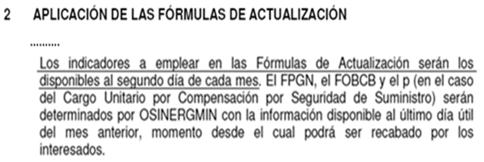 2 APLICACIÓN DE LAS FÓRMULAS DE ACTUALIZACIÓN
..........
Los indicadores a emplear en las Fórmulas de Actualización serán los
disponibles al segundo día de cada mes. El FPGN, el FOBCB y el p (en el caso
del Cargo Unitario por Compensación por Seguridad de Suministro) serán
determinados por OSINERGMIN con la información disponible al último día útil
del mes anterior, momento desde el cual podrá ser recabado por los
interesados.